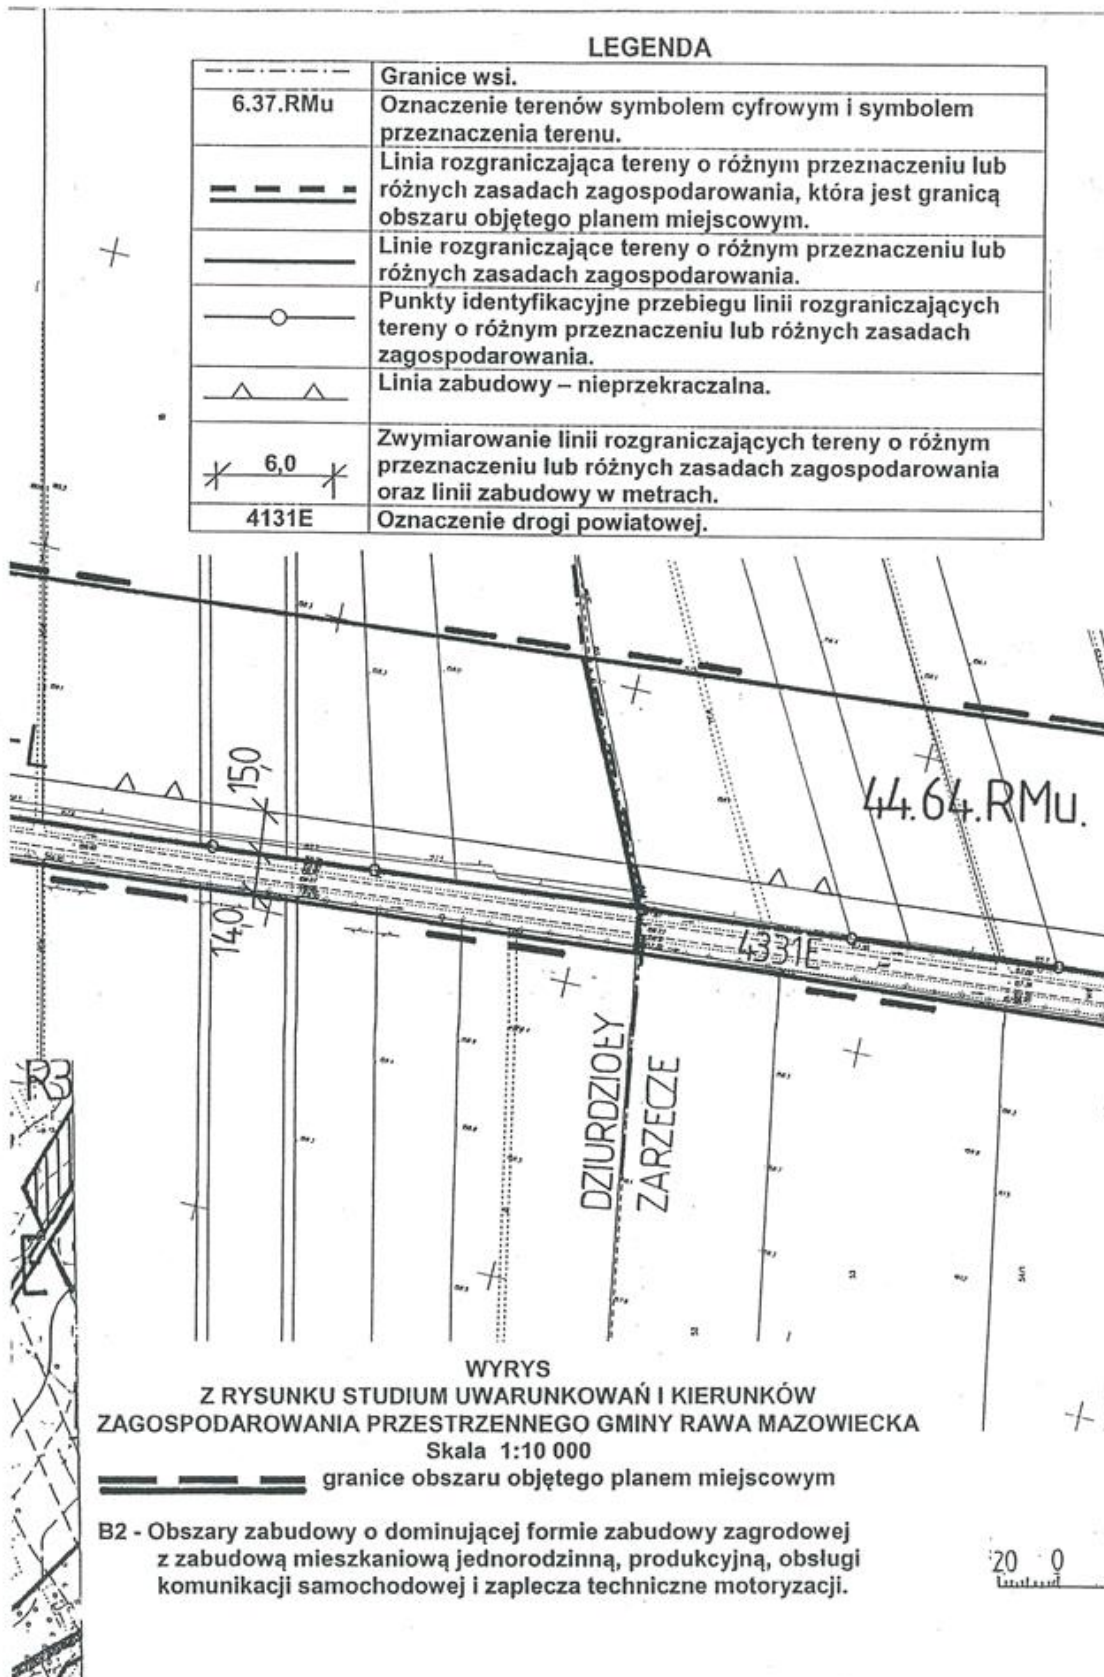 LEGENDA
Granice wsi.
6.37.RMu
Oznaczenie terenów symbolem cyfrowym i symbolem
przeznaczenia terenu.
Linia rozgraniczająca tereny o różnym przeznaczeniu lub
różnych zasadach zagospodarowania, która jest granicą
obszaru objętego planem miejscowym.
Linie rozgraniczające tereny o różnym przeznaczeniu lub
różnych zasadach zagospodarowania.
Punkty identyfikacyjne przebiegu linii rozgraniczających
tereny o różnym przeznaczeniu lub różnych zasadach
zagospodarowania.
Linia zabudowy – nieprzekraczalna.
6,0
Zwymiarowanie linii rozgraniczających tereny o różnym
przeznaczeniu lub różnych zasadach zagospodarowania
oraz linii zabudowy w metrach.
4131E
Oznaczenie drogi powiatowej.
15,0
44.64.RMu.
14,0
4331E
DZIURDZIOŁY
ZARZECZE
R3
WYRYS
Z RYSUNKU STUDIUM UWARUNKOWAŃ I KIERUNKÓW
ZAGOSPODAROWANIA PRZESTRZENNEGO GMINY RAWA MAZOWIECKA
Skala 1:10 000
granice obszaru objętego planem miejscowym
B2 - Obszary zabudowy o dominującej formie zabudowy zagrodowej
z zabudową mieszkaniową jednorodzinną, produkcyjną, obsługi
komunikacji samochodowej i zaplecza techniczne motoryzacji.
20 0